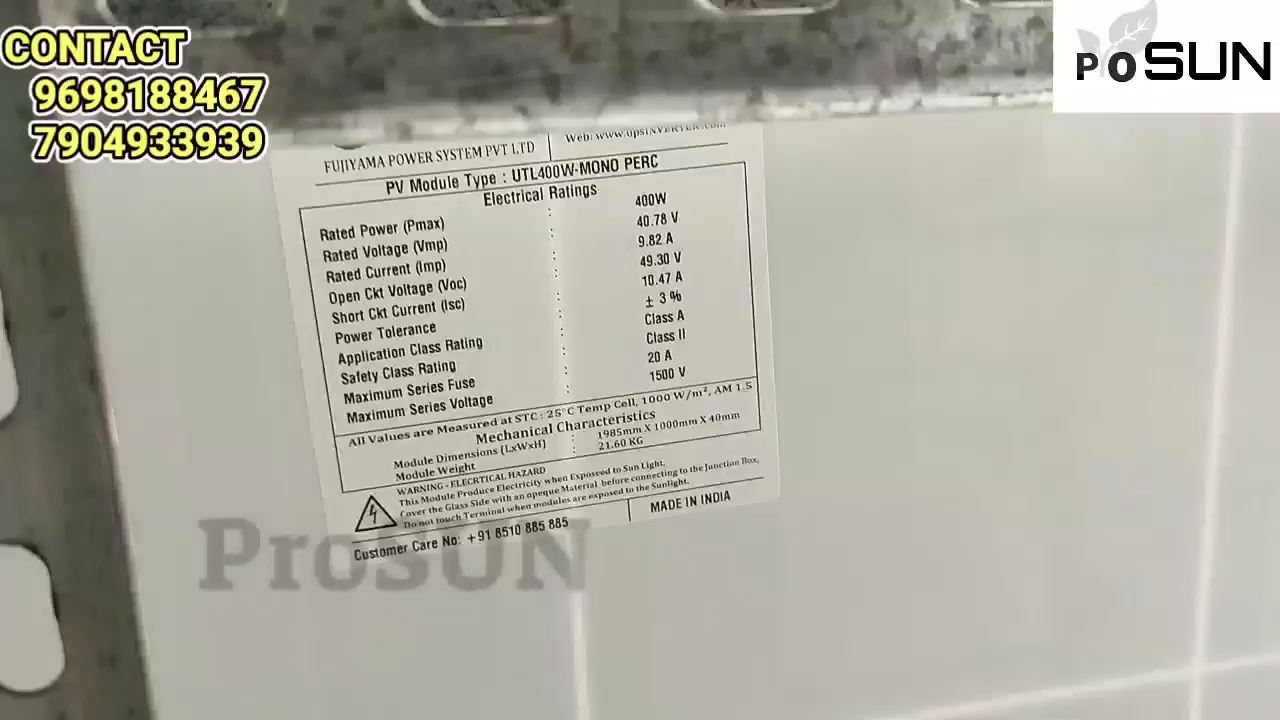 CONTACT
9698188467
7904933939
PoSUN
FUJIYAMA POWER SYSTEM PVT LTD
Web: www.upsINVERTER.com
PV Module Type : UTL400W-MONO PERC
Electrical Ratings
Rated Power (Pmax) : 400W
Rated Voltage (Vmp) : 40.78 V
Rated Current (Imp) : 9.82 A
Open Ckt Voltage (Voc) : 49.30 V
Short Ckt Current (Isc) : 10.47 A
Power Tolerance : ± 3 %
Application Class Rating : Class A
Safety Class Rating : Class II
Maximum Series Fuse : 20 A
Maximum Series Voltage : 1500 V
All Values are Measured at STC : 25°C Temp Cell, 1000 W/m², AM 1.5
Mechanical Characteristics
Module Dimensions (LxWxH) : 1985mm X 1000mm X 40mm
Module Weight : 21.60 KG
WARNING - ELECRTICAL HAZARD
This Module Produce Electricity when Exposeed to Sun Light.
Cover the Glass Side with an opeque Material before connecting to the Junction Box.
Do not touch Terminal when modules are exposed to the Sunlight.
Customer Care No: +91 8510 885 885
MADE IN INDIA
ProSUN